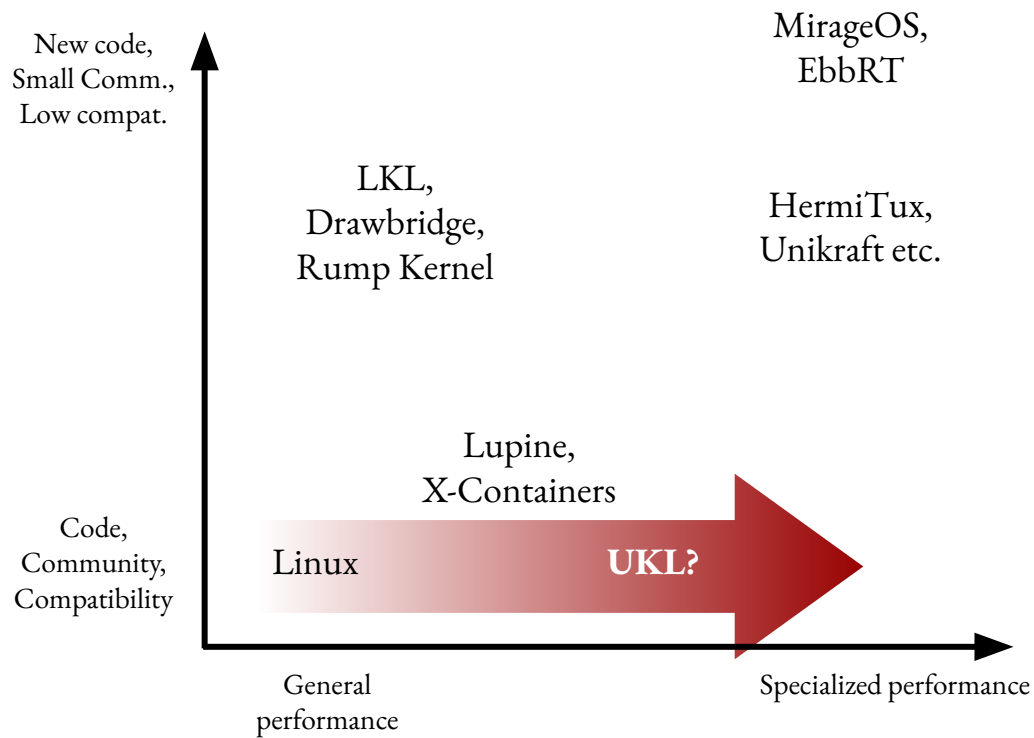 New code,
Small Comm.,
Low compat.
MirageOS,
EbbRT
LKL,
Drawbridge,
Rump Kernel
HermiTux,
Unikraft etc.
Lupine,
X-Containers
Code,
Community,
Compatibility
Linux
UKL?
General
performance
Specialized performance